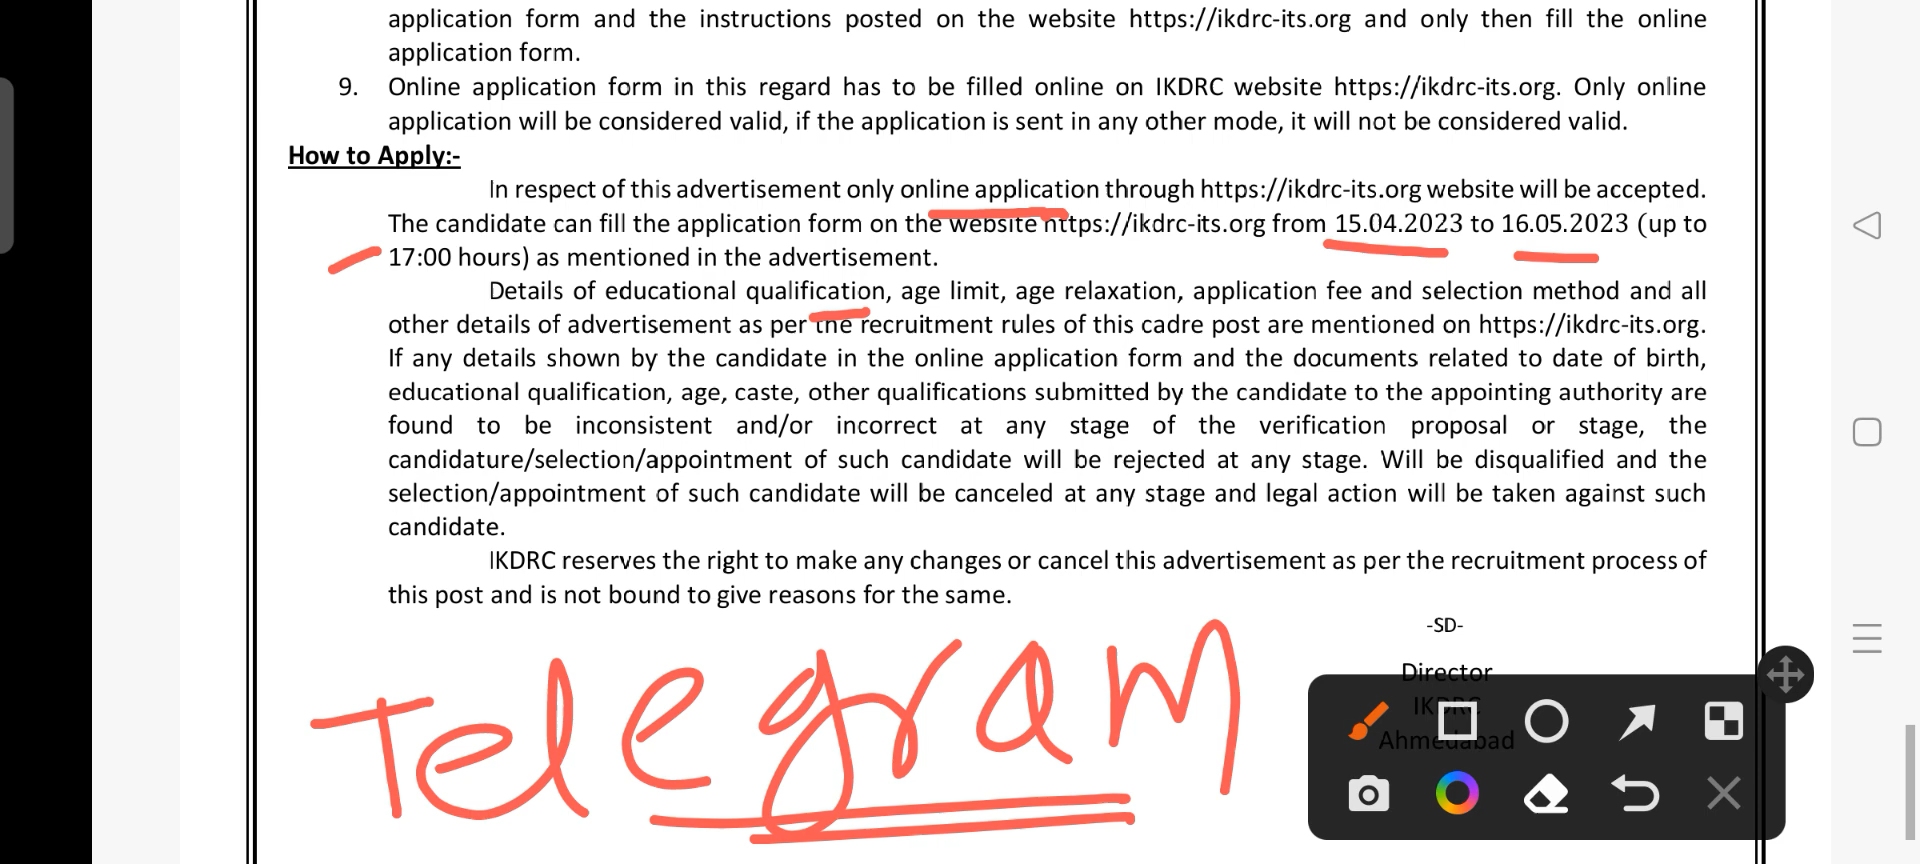 application form and the instructions posted on the website https://ikdrc-its.org and only then fill the online
application form.
9. Online application form in this regard has to be filled online on IKDRC website https://ikdrc-its.org. Only online
application will be considered valid, if the application is sent in any other mode, it will not be considered valid.
How to Apply:-
In respect of this advertisement only online application through https://ikdrc-its.org website will be accepted.
The candidate can fill the application form on the website https://ikdrc-its.org from 15.04.2023 to 16.05.2023 (up to
17:00 hours) as mentioned in the advertisement.
Details of educational qualification, age limit, age relaxation, application fee and selection method and all
other details of advertisement as per the recruitment rules of this cadre post are mentioned on https://ikdrc-its.org.
If any details shown by the candidate in the online application form and the documents related to date of birth,
educational qualification, age, caste, other qualifications submitted by the candidate to the appointing authority are
found to be inconsistent and/or incorrect at any stage of the verification proposal or stage, the
candidature/selection/appointment of such candidate will be rejected at any stage. Will be disqualified and the
selection/appointment of such candidate will be canceled at any stage and legal action will be taken against such
candidate.
IKDRC reserves the right to make any changes or cancel this advertisement as per the recruitment process of
this post and is not bound to give reasons for the same.
-SD-
Director
IKDRC
Ahmedabad
Telegram